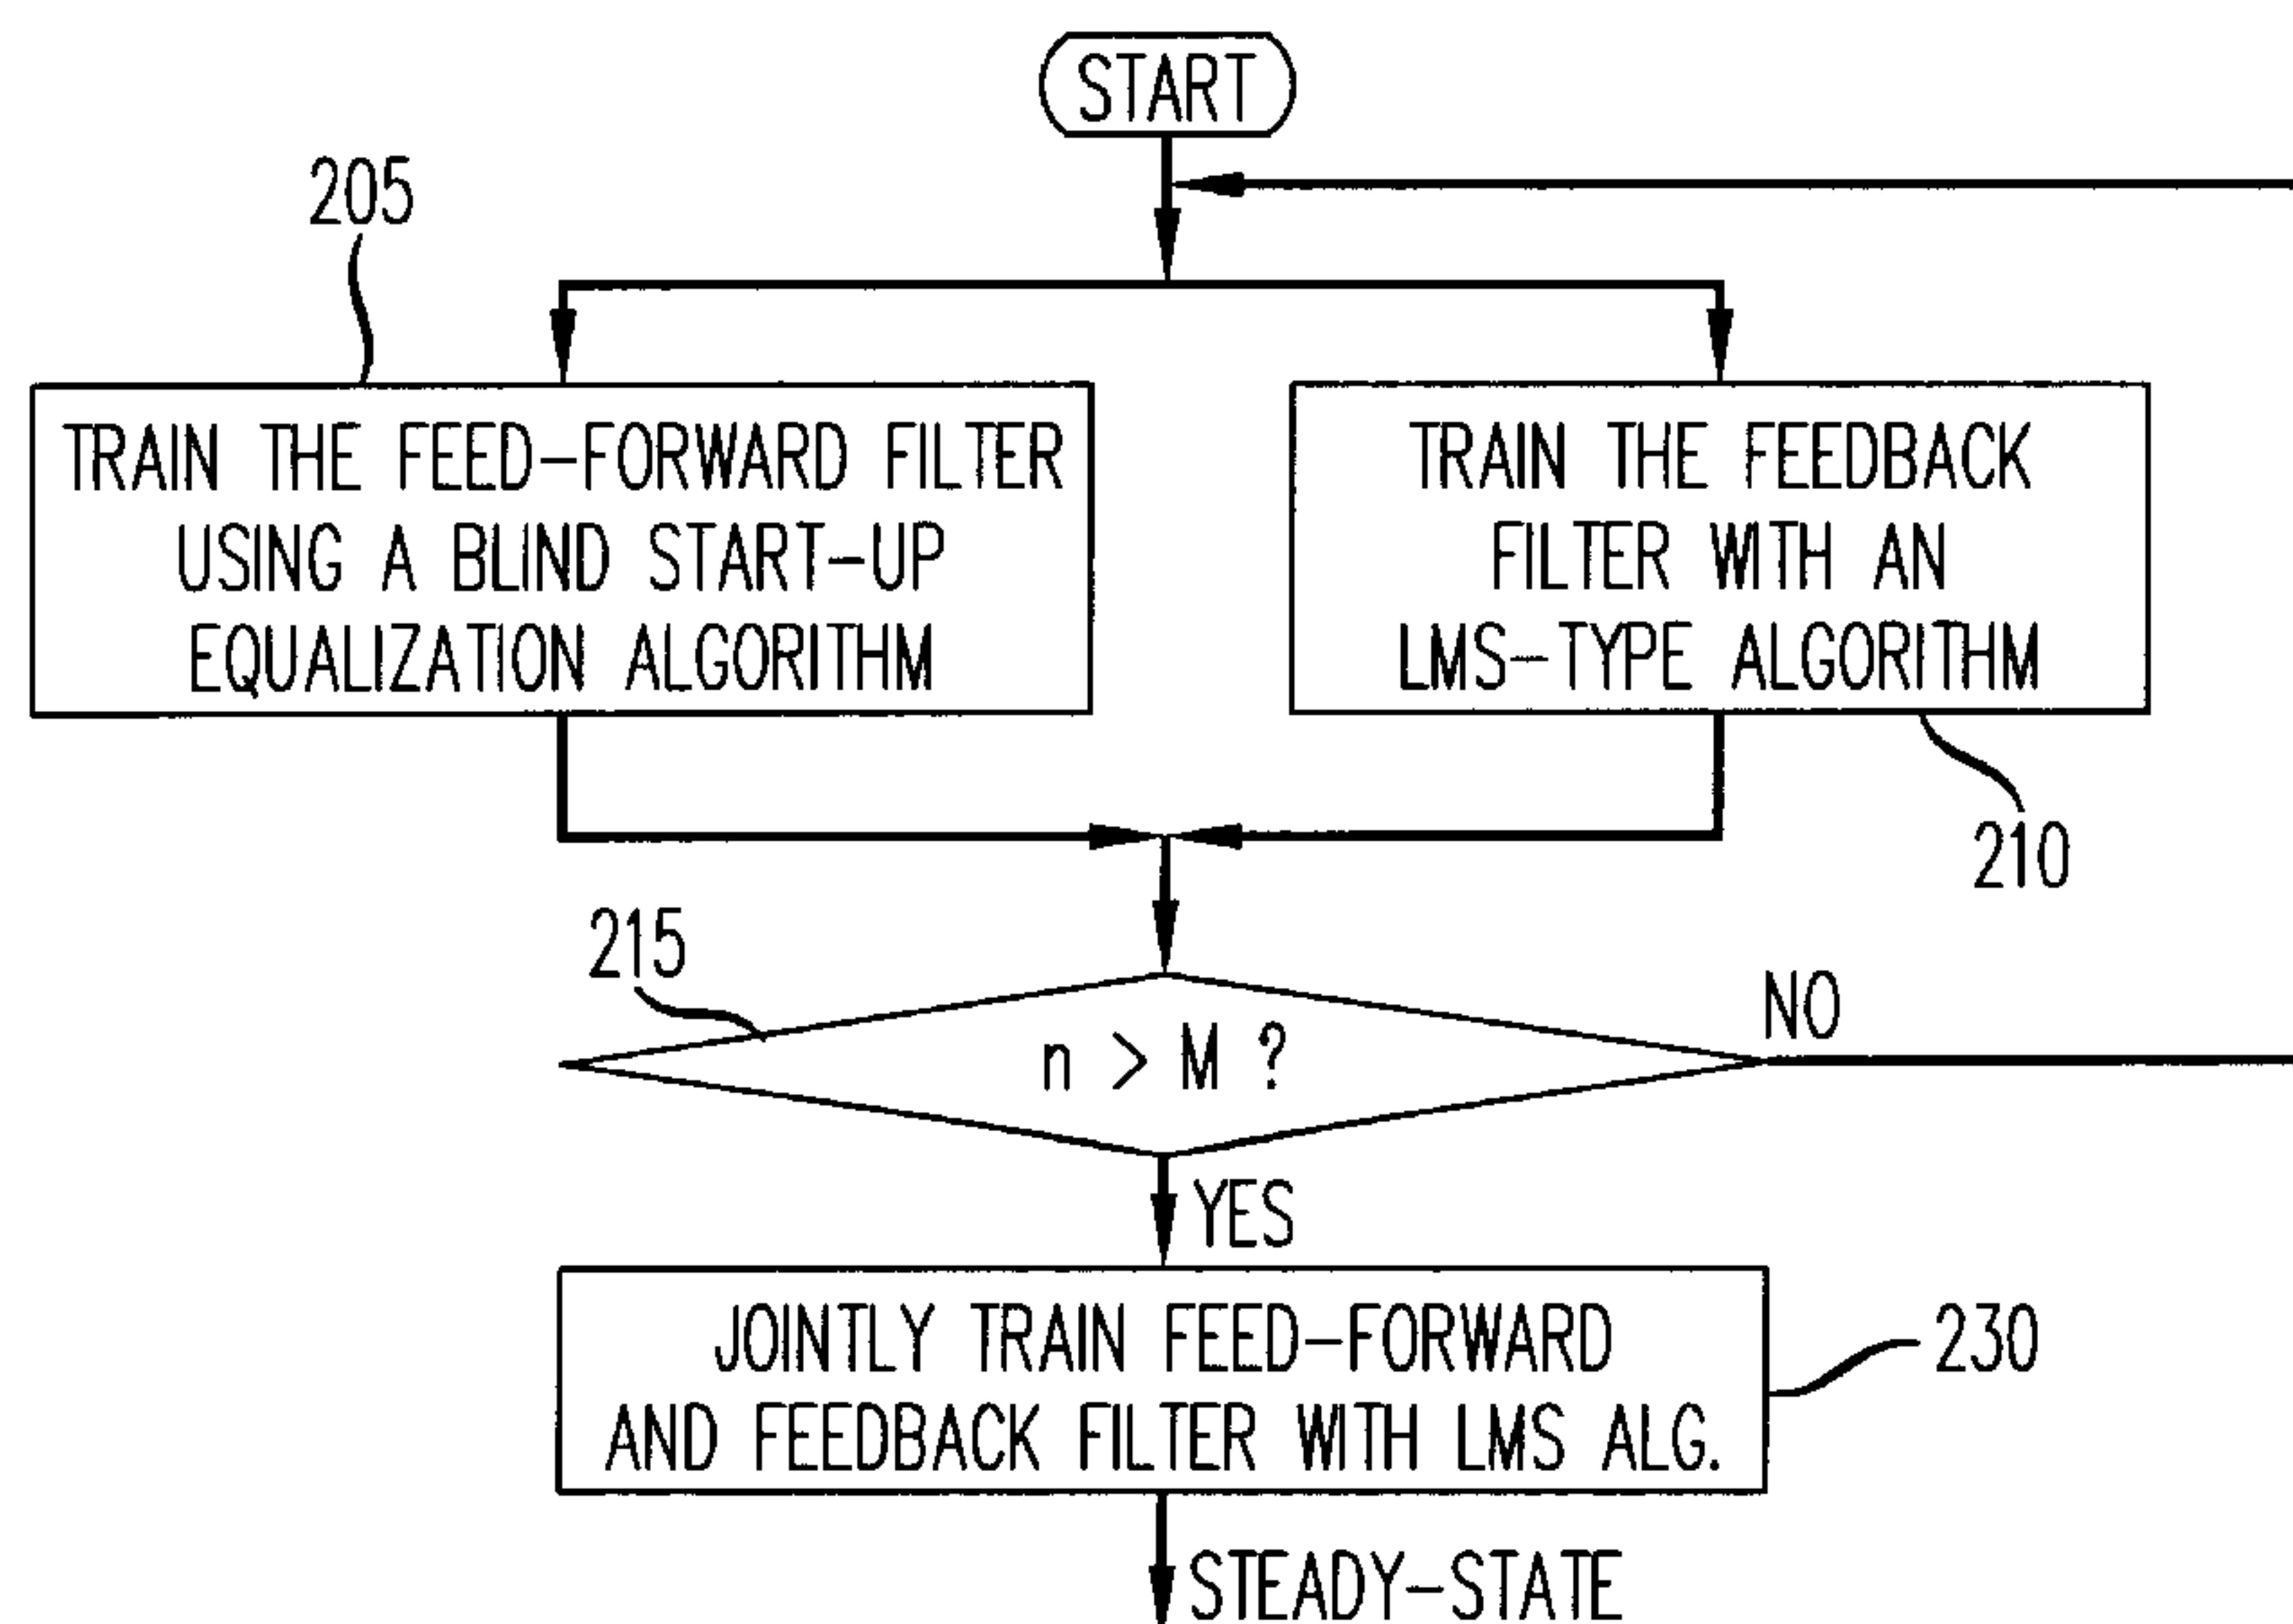 START
205
TRAIN THE FEED-FORWARD FILTER
USING A BLIND START-UP
EQUALIZATION ALGORITHM
TRAIN THE FEEDBACK
FILTER WITH AN
LMS-TYPE ALGORITHM
210
215
n > M ?
NO
YES
JOINTLY TRAIN FEED-FORWARD
AND FEEDBACK FILTER WITH LMS ALG.
230
STEADY-STATE